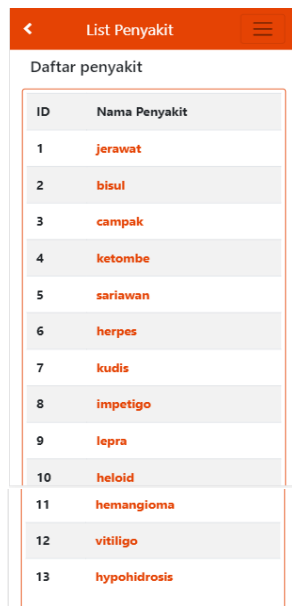 List Penyakit
Daftar penyakit
ID Nama Penyakit
1 jerawat
2 bisul
3 campak
4 ketombe
5 sariawan
6 herpes
7 kudis
8 impetigo
9 lepra
10 heloid
11 hemangioma
12 vitiligo
13 hypohidrosis